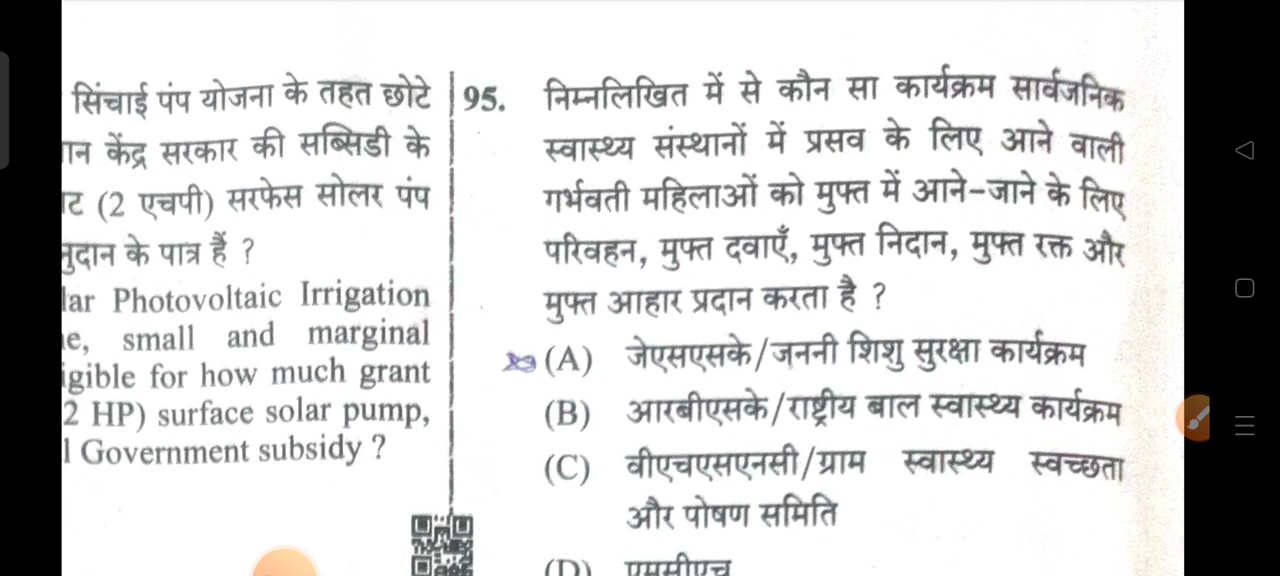 सिंचाई पंप योजना के तहत छोटे
केंद्र सरकार की सब्सिडी के
(2 एचपी) सरफेस सोलर पंप
के पात्र हैं ?
Photovoltaic Irrigation
small and marginal
for how much grant
2 HP) surface solar pump,
Government subsidy ?
95. निम्नलिखित में से कौन सा कार्यक्रम सार्वजनिक
स्वास्थ्य संस्थानों में प्रसव के लिए आने वाली
गर्भवती महिलाओं को मुफ्त में आने-जाने के लिए
परिवहन, मुफ्त दवाएँ, मुफ्त निदान, मुफ्त रक्त और
मुफ्त आहार प्रदान करता है ?
(A) जेएसएसके/जननी शिशु सुरक्षा कार्यक्रम
(B) आरबीएसके/राष्ट्रीय बाल स्वास्थ्य कार्यक्रम
(C) वीएचएसएनसी/ग्राम स्वास्थ्य स्वच्छता
और पोषण समिति
(D) एमसीएच